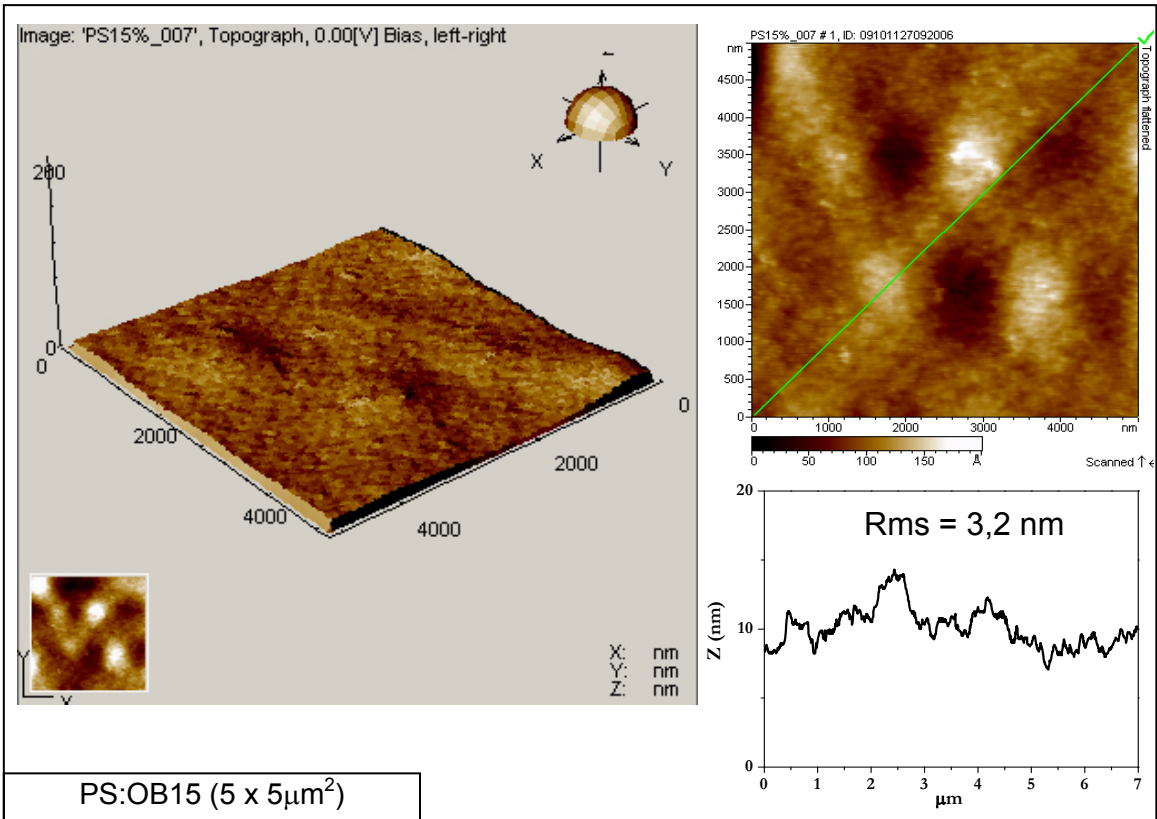 Image: 'PS15%_007', Topograph, 0.00[V] Bias, left-right
X
Y
200
0
0
2000
4000
4000
2000
0
X: nm
Y: nm
Z: nm
Y
X
PS15%_007 # 1, ID: 09101127092006
Topograph flattened
nm
4500
4000
3500
3000
2500
2000
1500
1000
500
0
0 1000 2000 3000 4000 nm
0 50 100 150 Å
Scanned ↑
Rms = 3,2 nm
Z (nm)
20
10
0
0 1 2 3 4 5 6 7
μm
PS:OB15 (5 x 5μm²)